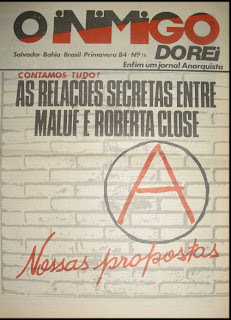 O INIMIGO
DO REI
Salvador-Bahia-Brasil-Primavera 84 Nº
Enfim um jornal Anarquista
CONTAMOS TUDO!
AS RELAÇÕES SECRETAS ENTRE
MALUF E ROBERTA CLOSE
A
Nossas propostas